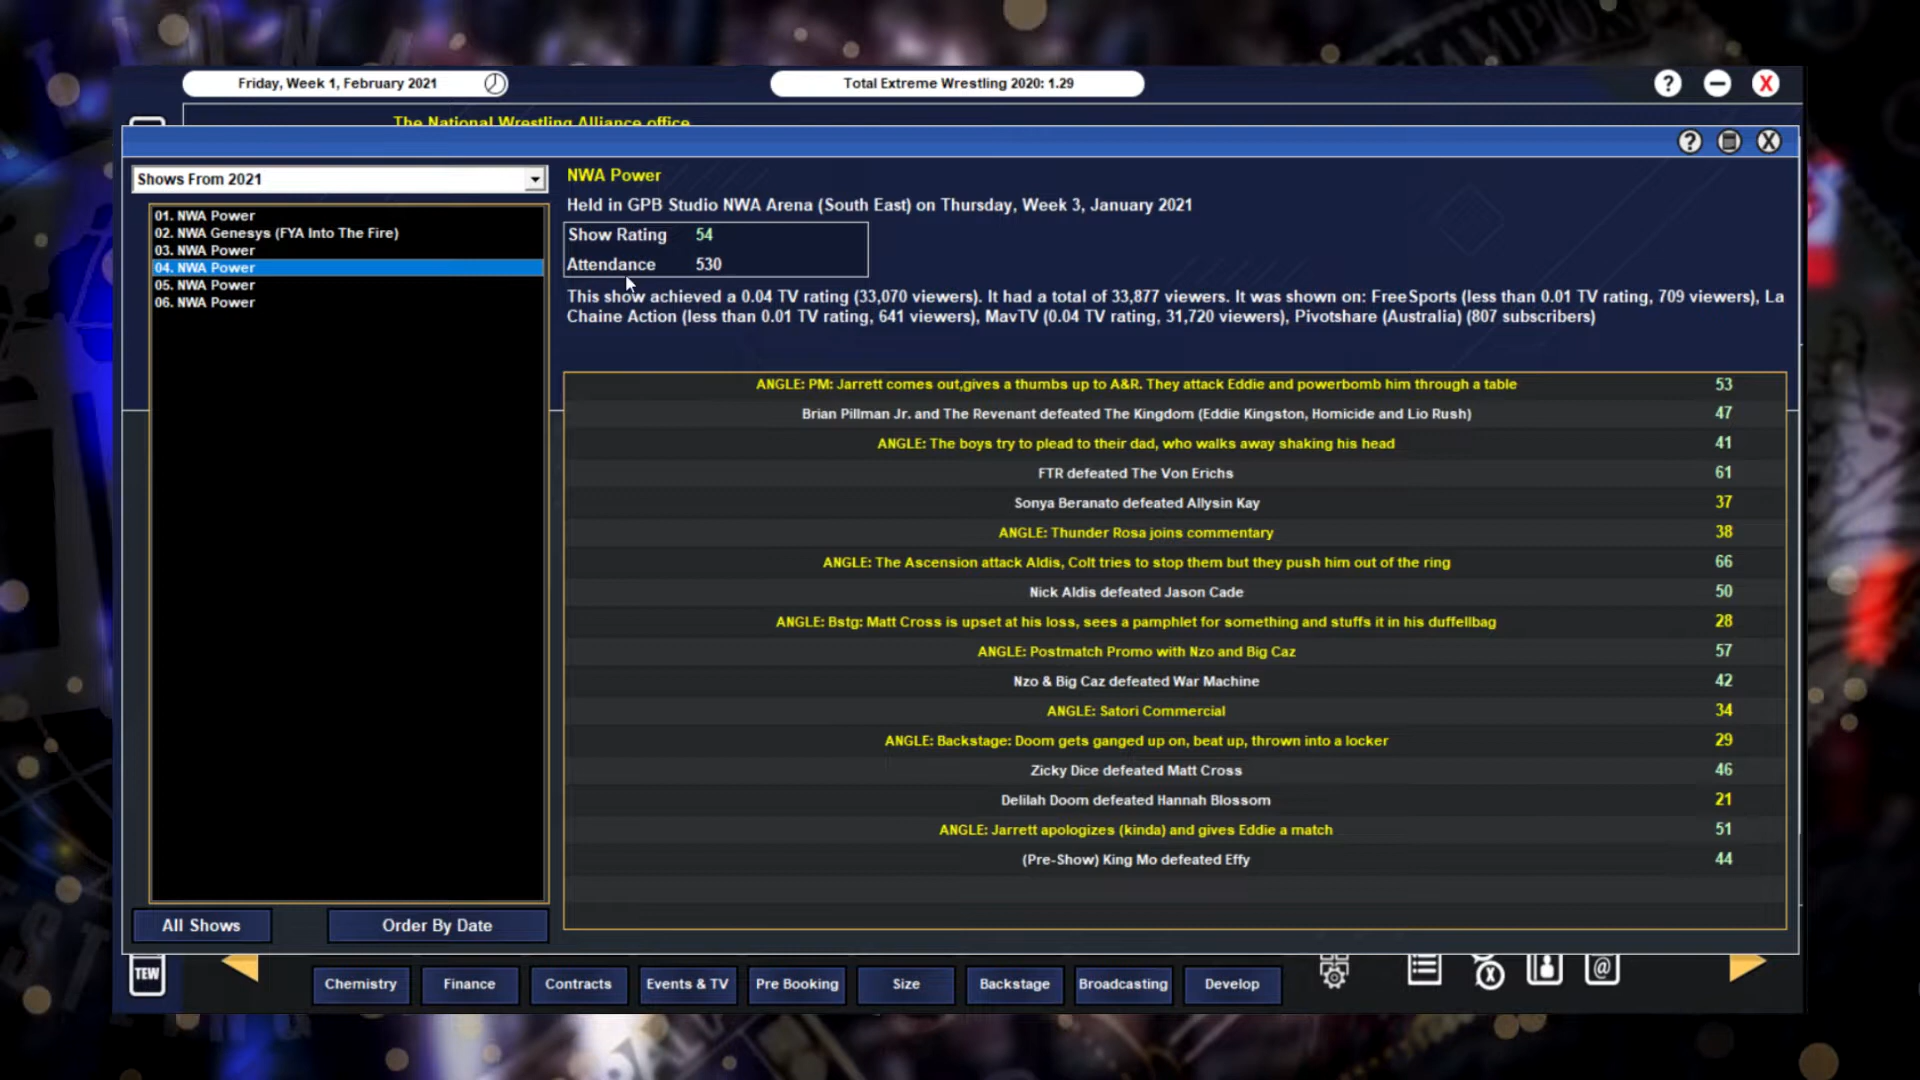 Friday, Week 1, February 2021
Total Extreme Wrestling 2020: 1.29
?
X
The National Wrestling Alliance office
?
X
Shows From 2021
01. NWA Power
02. NWA Genesys (FYA Into The Fire)
03. NWA Power
04. NWA Power
05. NWA Power
06. NWA Power
NWA Power
Held in GPB Studio NWA Arena (South East) on Thursday, Week 3, January 2021
Show Rating 54
Attendance 530
This show achieved a 0.04 TV rating (33,070 viewers). It had a total of 33,877 viewers. It was shown on: FreeSports (less than 0.01 TV rating, 709 viewers), La
Chaine Action (less than 0.01 TV rating, 641 viewers), MavTV (0.04 TV rating, 31,720 viewers), Pivotshare (Australia) (807 subscribers)
ANGLE: PM: Jarrett comes out,gives a thumbs up to A&R. They attack Eddie and powerbomb him through a table 53
Brian Pillman Jr. and The Revenant defeated The Kingdom (Eddie Kingston, Homicide and Lio Rush) 47
ANGLE: The boys try to plead to their dad, who walks away shaking his head 41
FTR defeated The Von Erichs 61
Sonya Beranato defeated Allysin Kay 37
ANGLE: Thunder Rosa joins commentary 38
ANGLE: The Ascension attack Aldis, Colt tries to stop them but they push him out of the ring 66
Nick Aldis defeated Jason Cade 50
ANGLE: Bstg: Matt Cross is upset at his loss, sees a pamphlet for something and stuffs it in his duffellbag 28
ANGLE: Postmatch Promo with Nzo and Big Caz 57
Nzo & Big Caz defeated War Machine 42
ANGLE: Satori Commercial 34
ANGLE: Backstage: Doom gets ganged up on, beat up, thrown into a locker 29
Zicky Dice defeated Matt Cross 46
Delilah Doom defeated Hannah Blossom 21
ANGLE: Jarrett apologizes (kinda) and gives Eddie a match 51
(Pre-Show) King Mo defeated Effy 44
All Shows
Order By Date
TEW
Chemistry
Finance
Contracts
Events & TV
Pre Booking
Size
Backstage
Broadcasting
Develop
X
@